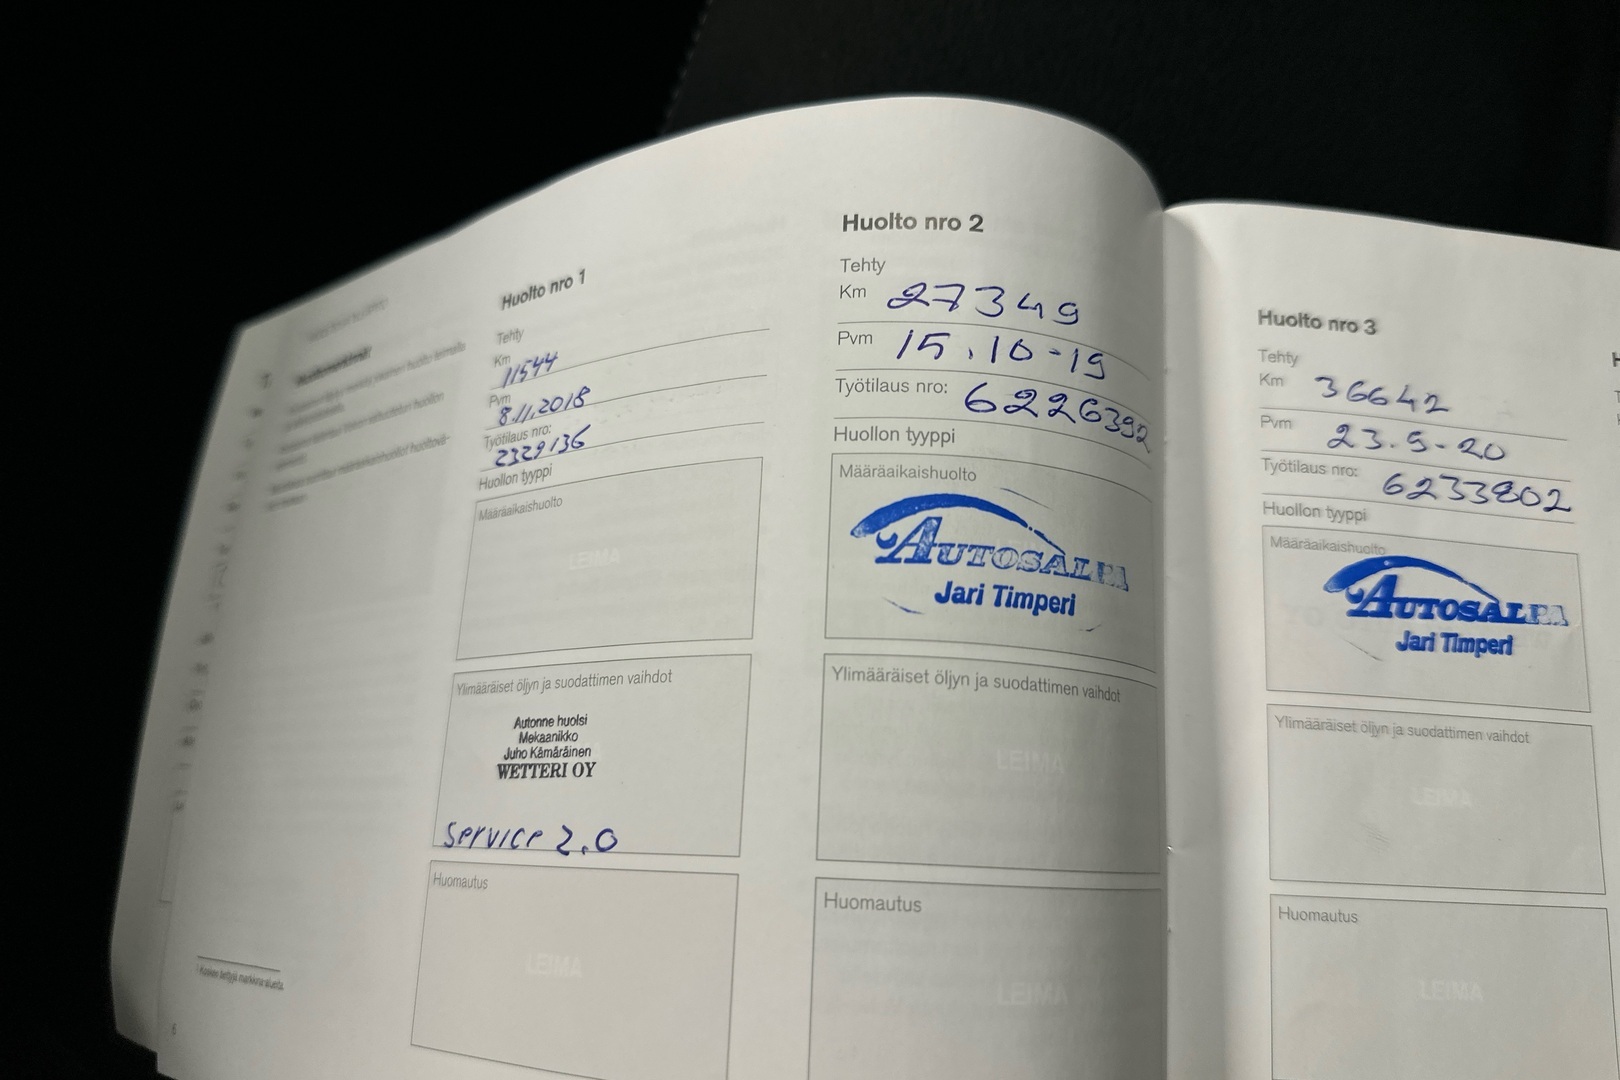 Huolto nro 1
Tehty
Km 11544
Pvm 8.11.2018
Työtilaus nro: 2329136
Huollon tyyppi
Määräaikaishuolto
LEIMA
Ylimääräiset öljyn ja suodattimen vaihdot
Autonne huolsi
Mekaanikko
Juho Kämäräinen
WETTERI OY
Service 2.0
Huomautus
LEIMA
6
Huolto nro 2
Tehty
Km 27349
Pvm 15.10-19
Työtilaus nro: 6226392
Huollon tyyppi
Määräaikaishuolto
AUTOSALPA
Jari Timperi
Ylimääräiset öljyn ja suodattimen vaihdot
LEIMA
Huomautus
LEIMA
Huolto nro 3
Tehty
Km 36642
Pvm 23.9-20
Työtilaus nro: 6233802
Huollon tyyppi
Määräaikaishuolto
AUTOSALPA
Jari Timperi
Ylimääräiset öljyn ja suodattimen vaihdot
LEIMA
Huomautus
LEIMA